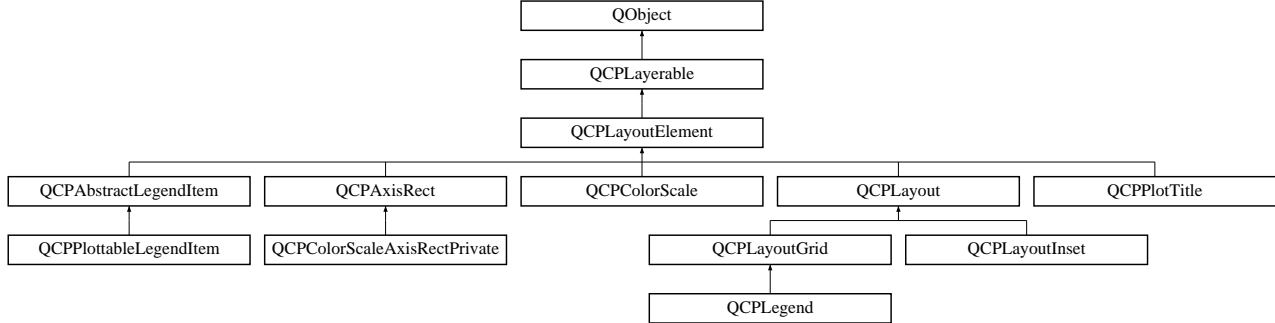 QObject
QCPLayerable
QCPLayoutElement
QCPAbstractLegendItem
QCPAxisRect
QCPColorScale
QCPLayout
QCPPlotTitle
QCPPlottableLegendItem
QCPColorScaleAxisRectPrivate
QCPLayoutGrid
QCPLayoutInset
QCPLegend